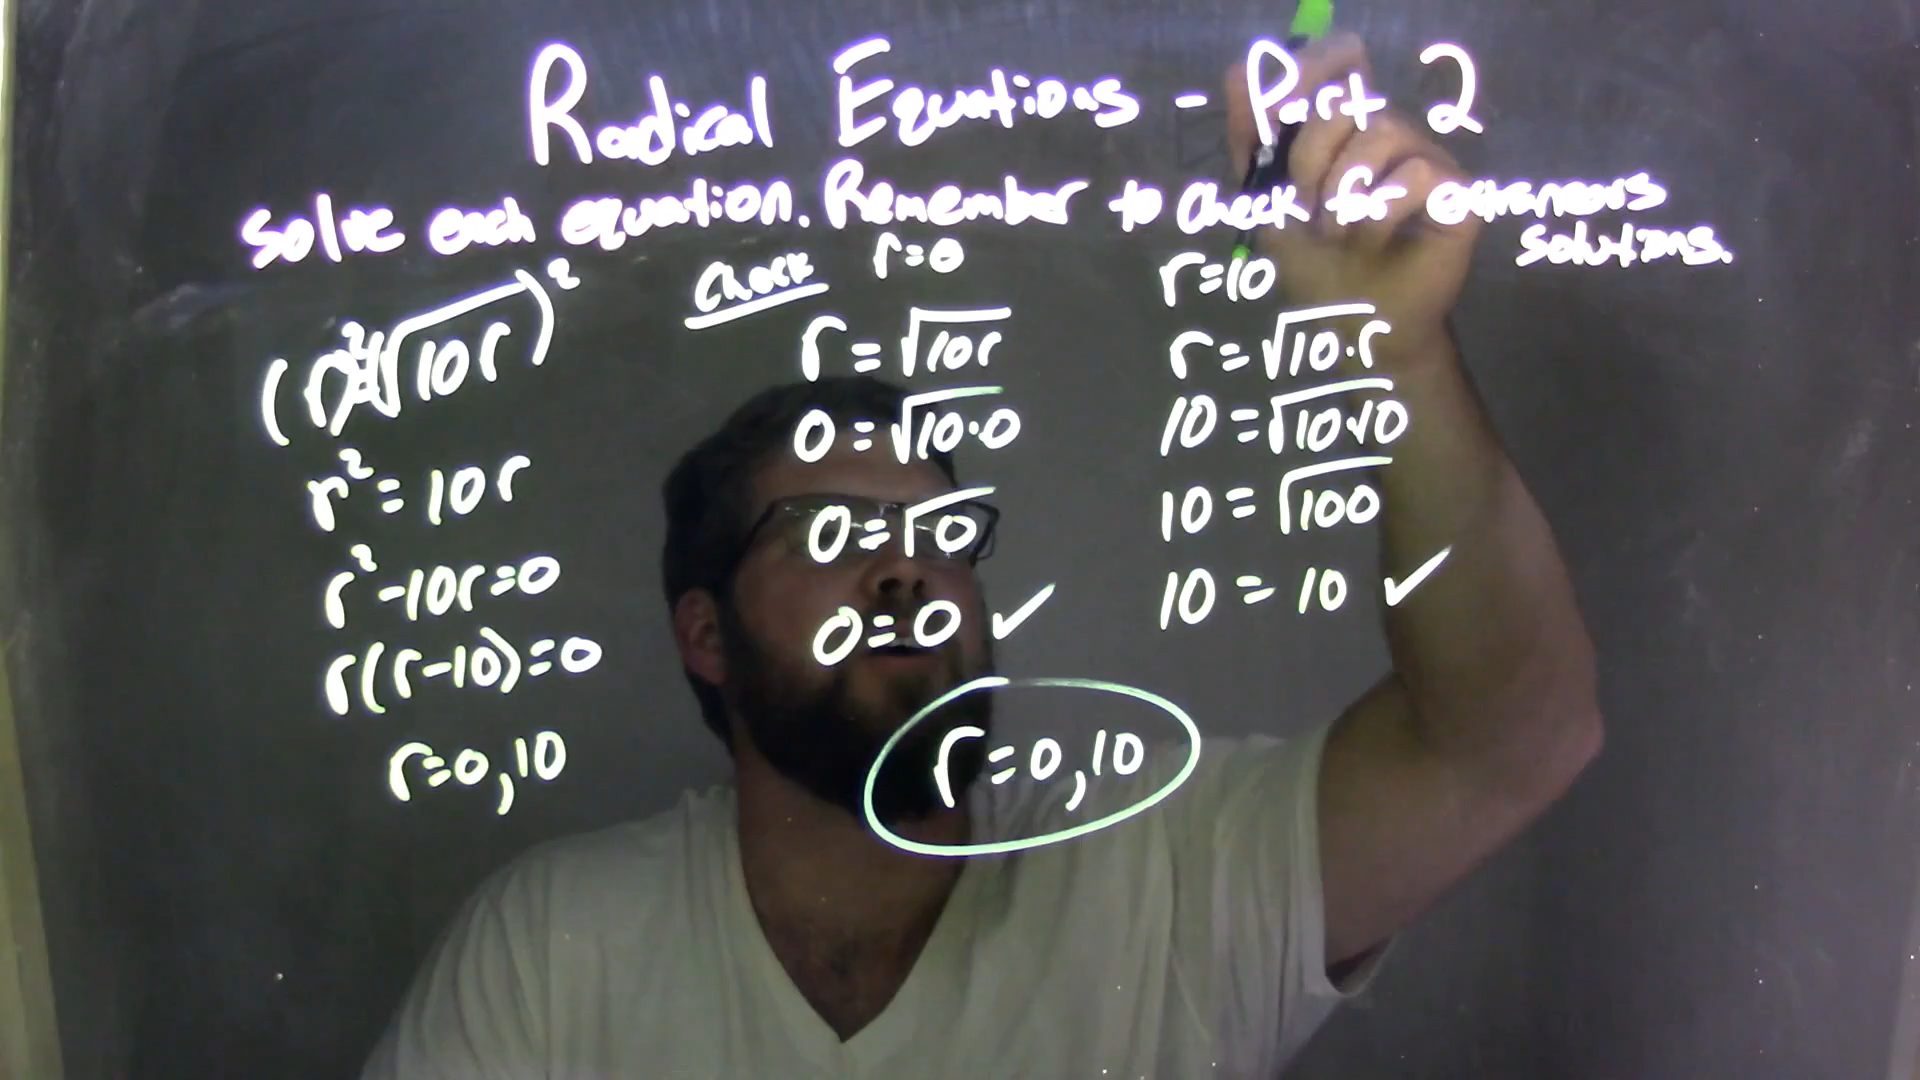 Radical Equations - Part 2
Solve each equation. Remember to check for extraneous
solutions.
(r)² = (√10r)²
r² = 10r
r² - 10r = 0
r(r-10) = 0
r = 0, 10
Check
r = 0
r = √10r
0 = √10·0
0 = √0
0 = 0 ✓
r = 10
r = √10·r
10 = √10·10
10 = √100
10 = 10 ✓
r = 0, 10